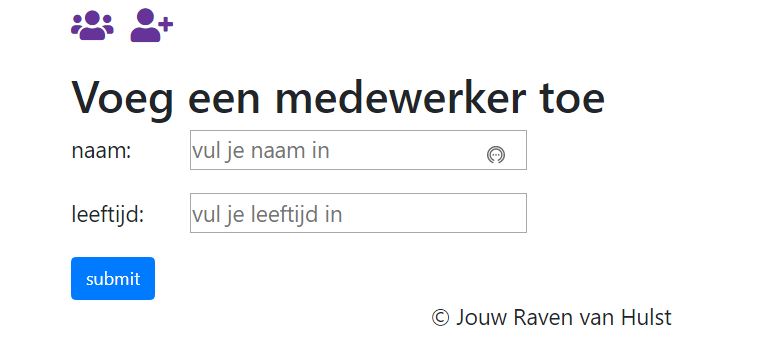 Voeg een medewerker toe
naam: vul je naam in
leeftijd: vul je leeftijd in
submit
© Jouw Raven van Hulst